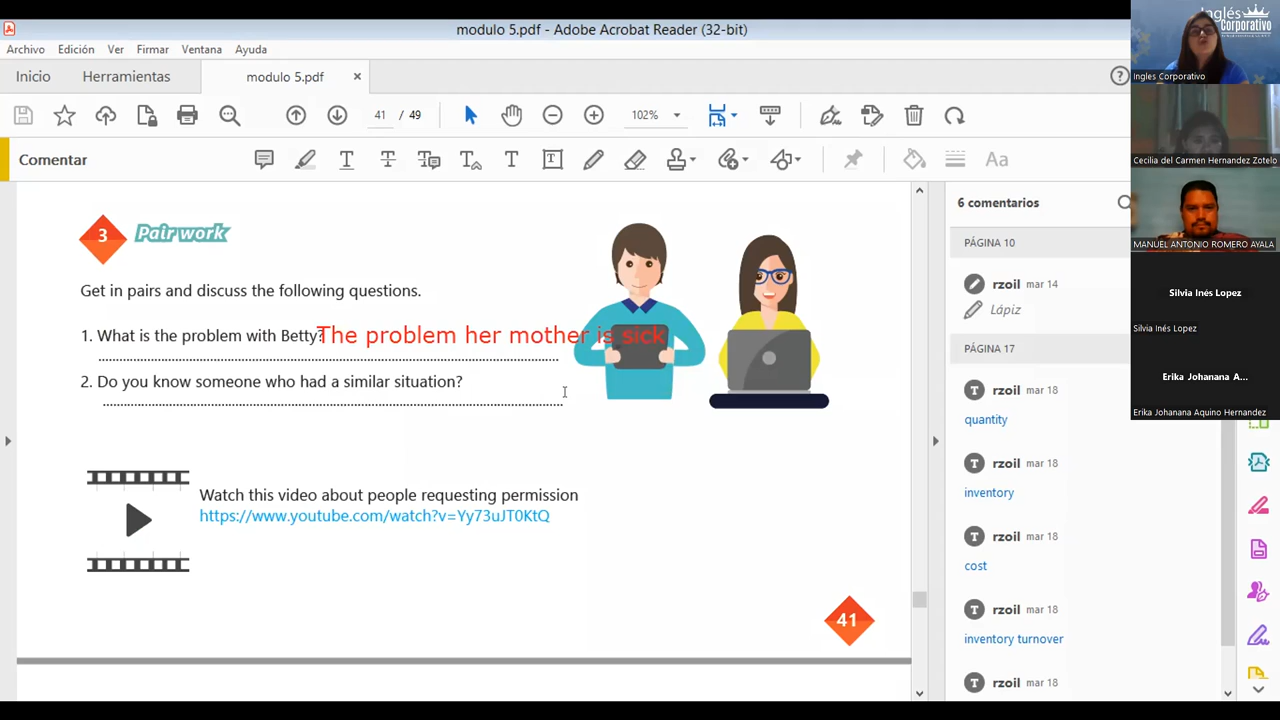 modulo 5.pdf - Adobe Acrobat Reader (32-bit)
Archivo Edición Ver Firmar Ventana Ayuda
Inicio Herramientas modulo 5.pdf ×
41 / 49 102%
Comentar
3 Pair work
Get in pairs and discuss the following questions.
1. What is the problem with Betty? The problem her mother is sick
2. Do you know someone who had a similar situation?
Watch this video about people requesting permission
https://www.youtube.com/watch?v=Yy73uJT0KtQ
41
6 comentarios
PÁGINA 10
rzoil mar 14
Lápiz
PÁGINA 17
rzoil mar 18
quantity
rzoil mar 18
inventory
rzoil mar 18
cost
rzoil mar 18
inventory turnover
rzoil mar 18
Inglés
Corporativo
Ingles Corporativo
Cecilia del Carmen Hernandez Zotelo
MANUEL ANTONIO ROMERO AYALA
Silvia Inés Lopez
Silvia Inés Lopez
Erika Johanana A...
Erika Johanana Aquino Hernandez